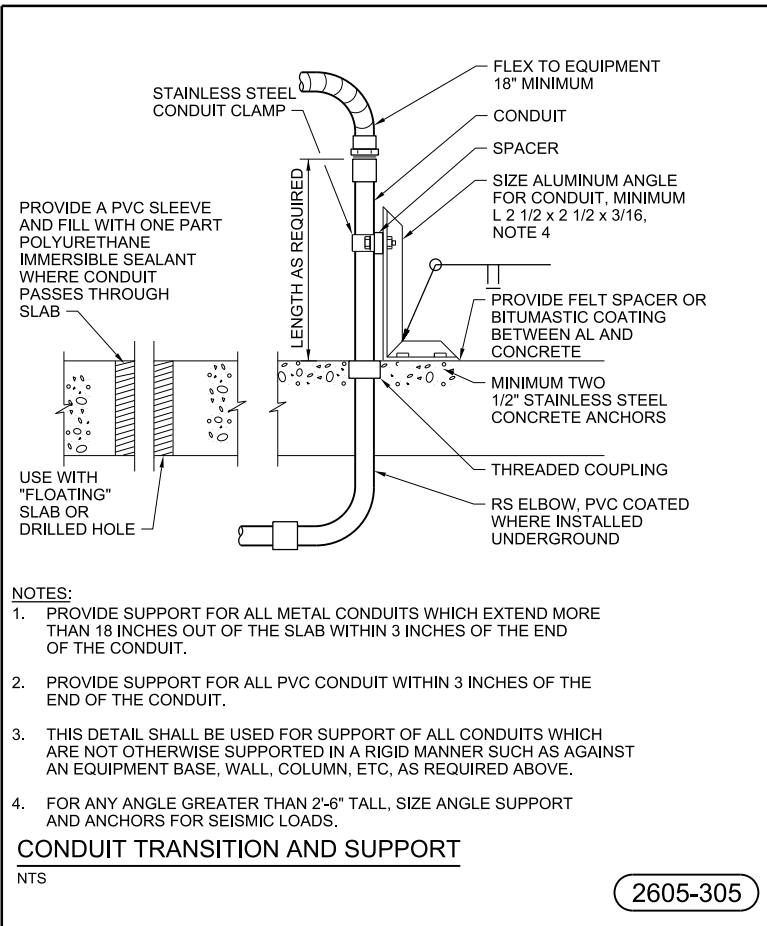 FLEX TO EQUIPMENT
18" MINIMUM
STAINLESS STEEL
CONDUIT CLAMP
CONDUIT
SPACER
SIZE ALUMINUM ANGLE
FOR CONDUIT, MINIMUM
L 2 1/2 x 2 1/2 x 3/16,
NOTE 4
LENGTH AS REQUIRED
PROVIDE A PVC SLEEVE
AND FILL WITH ONE PART
POLYURETHANE
IMMERSIBLE SEALANT
WHERE CONDUIT
PASSES THROUGH
SLAB
PROVIDE FELT SPACER OR
BITUMASTIC COATING
BETWEEN AL AND
CONCRETE
MINIMUM TWO
1/2" STAINLESS STEEL
CONCRETE ANCHORS
USE WITH
"FLOATING"
SLAB OR
DRILLED HOLE
THREADED COUPLING
RS ELBOW, PVC COATED
WHERE INSTALLED
UNDERGROUND
NOTES:
1. PROVIDE SUPPORT FOR ALL METAL CONDUITS WHICH EXTEND MORE
THAN 18 INCHES OUT OF THE SLAB WITHIN 3 INCHES OF THE END
OF THE CONDUIT.
2. PROVIDE SUPPORT FOR ALL PVC CONDUIT WITHIN 3 INCHES OF THE
END OF THE CONDUIT.
3. THIS DETAIL SHALL BE USED FOR SUPPORT OF ALL CONDUITS WHICH
ARE NOT OTHERWISE SUPPORTED IN A RIGID MANNER SUCH AS AGAINST
AN EQUIPMENT BASE, WALL, COLUMN, ETC, AS REQUIRED ABOVE.
4. FOR ANY ANGLE GREATER THAN 2'-6" TALL, SIZE ANGLE SUPPORT
AND ANCHORS FOR SEISMIC LOADS.
CONDUIT TRANSITION AND SUPPORT
NTS
2605-305